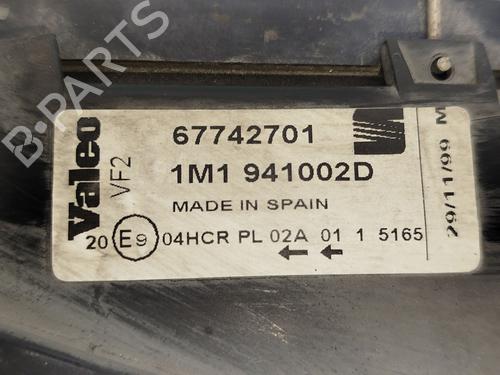 B-PARTS
Valeo
VF2
67742701
1M1 941002D
MADE IN SPAIN
20 E9 04HCR PL 02A 01 1 5165
29/11/99 M